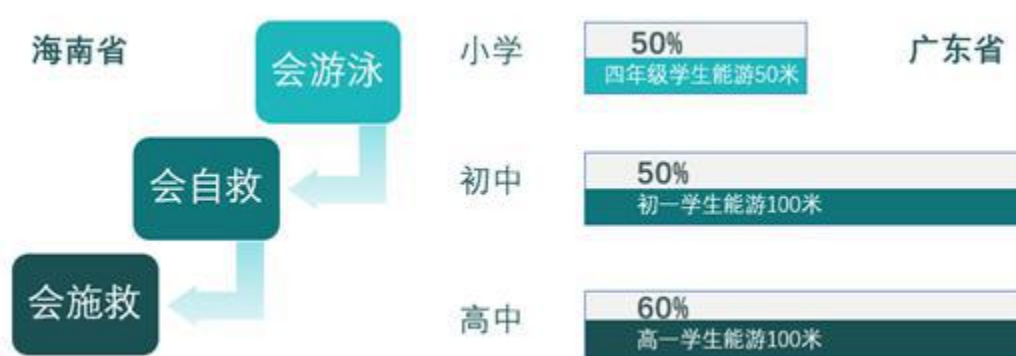 海南省
会游泳
会自救
会施救
小学
50%
四年级学生能游50米
广东省
初中
50%
初一学生能游100米
高中
60%
高一学生能游100米